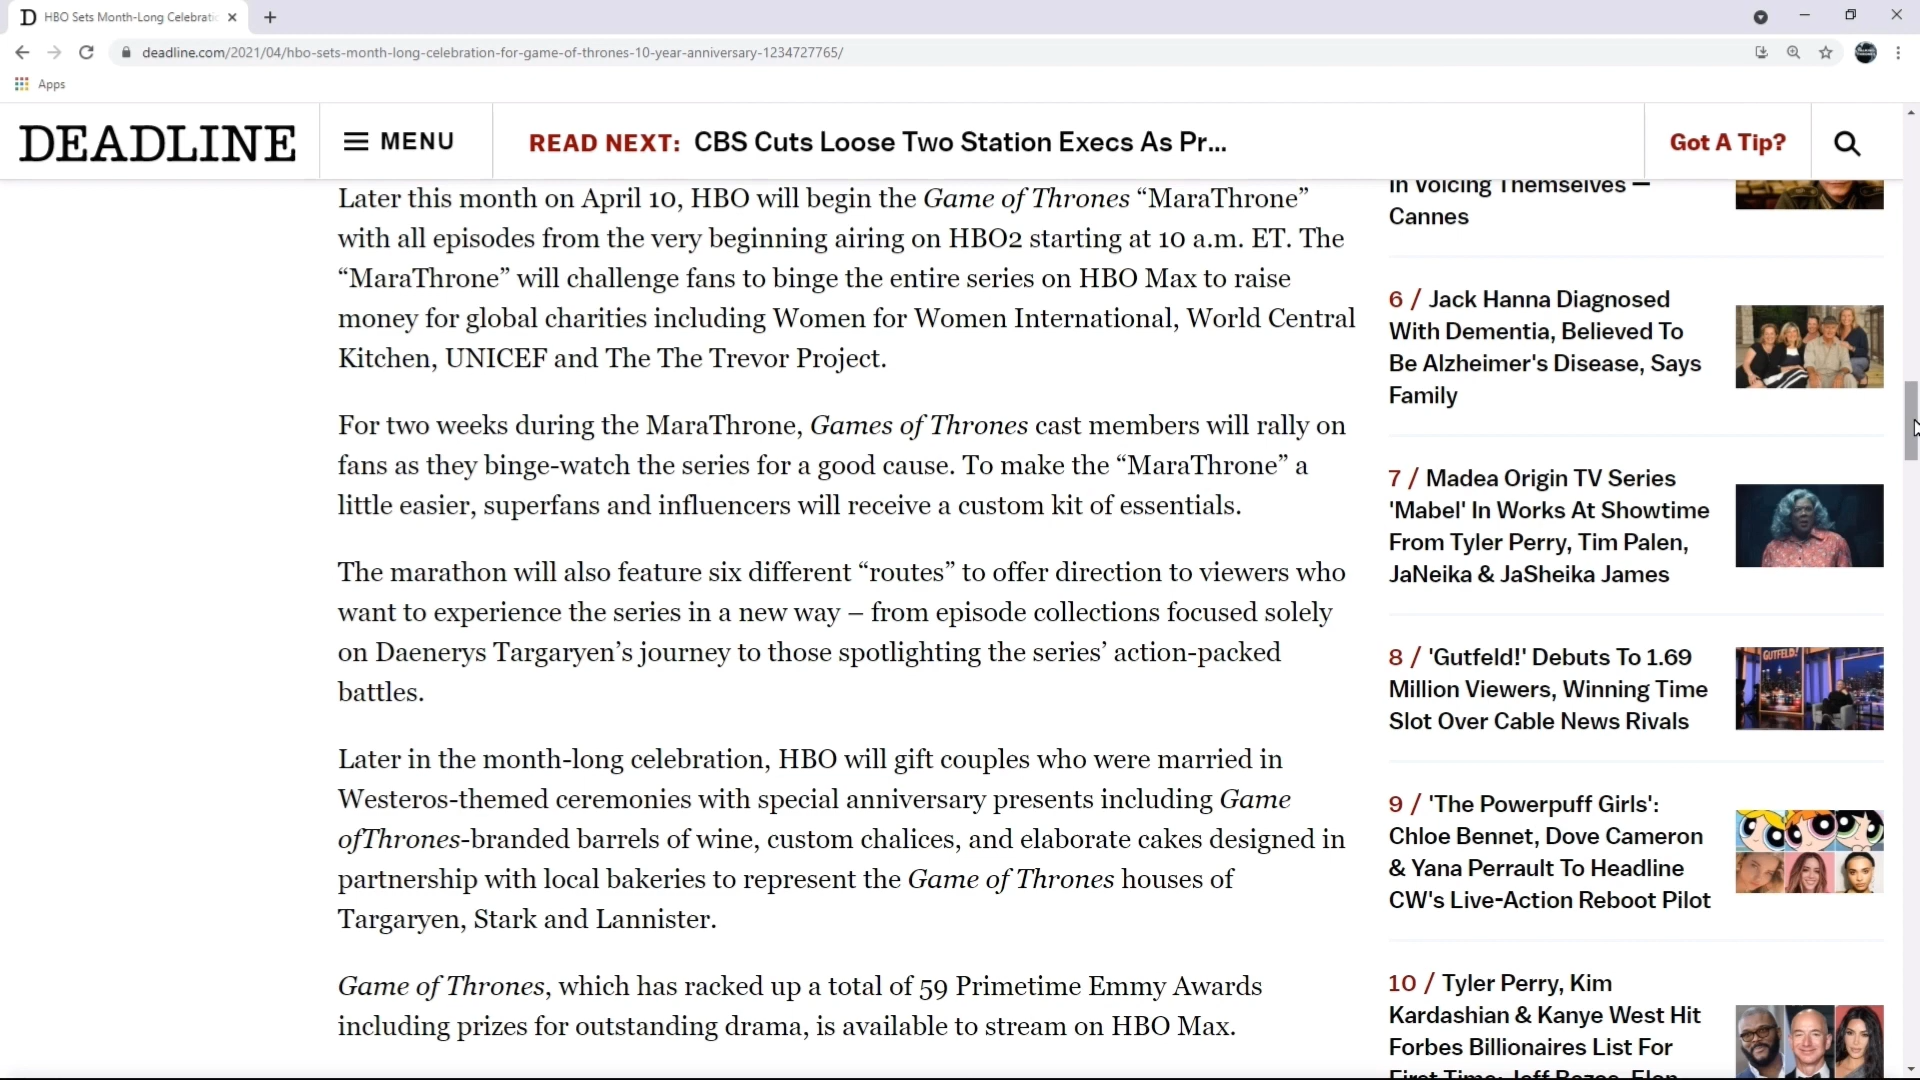 HBO Sets Month-Long Celebratio
deadline.com/2021/04/hbo-sets-month-long-celebration-for-game-of-thrones-10-year-anniversary-1234727765/
Apps
DEADLINE
MENU
READ NEXT: CBS Cuts Loose Two Station Execs As Pr...
Got A Tip?
Later this month on April 10, HBO will begin the Game of Thrones “MaraThrone”
with all episodes from the very beginning airing on HBO2 starting at 10 a.m. ET. The
“MaraThrone” will challenge fans to binge the entire series on HBO Max to raise
money for global charities including Women for Women International, World Central
Kitchen, UNICEF and The The Trevor Project.
For two weeks during the MaraThrone, Games of Thrones cast members will rally on
fans as they binge-watch the series for a good cause. To make the “MaraThrone” a
little easier, superfans and influencers will receive a custom kit of essentials.
The marathon will also feature six different “routes” to offer direction to viewers who
want to experience the series in a new way – from episode collections focused solely
on Daenerys Targaryen’s journey to those spotlighting the series’ action-packed
battles.
Later in the month-long celebration, HBO will gift couples who were married in
Westeros-themed ceremonies with special anniversary presents including Game
ofThrones-branded barrels of wine, custom chalices, and elaborate cakes designed in
partnership with local bakeries to represent the Game of Thrones houses of
Targaryen, Stark and Lannister.
Game of Thrones, which has racked up a total of 59 Primetime Emmy Awards
including prizes for outstanding drama, is available to stream on HBO Max.
In Voicing Themselves —
Cannes
6 / Jack Hanna Diagnosed
With Dementia, Believed To
Be Alzheimer's Disease, Says
Family
7 / Madea Origin TV Series
'Mabel' In Works At Showtime
From Tyler Perry, Tim Palen,
JaNeika & JaSheika James
8 / 'Gutfeld!' Debuts To 1.69
Million Viewers, Winning Time
Slot Over Cable News Rivals
GUTFELD!
9 / 'The Powerpuff Girls':
Chloe Bennet, Dove Cameron
& Yana Perrault To Headline
CW's Live-Action Reboot Pilot
10 / Tyler Perry, Kim
Kardashian & Kanye West Hit
Forbes Billionaires List For
First Time; Jeff Bezos, Elon